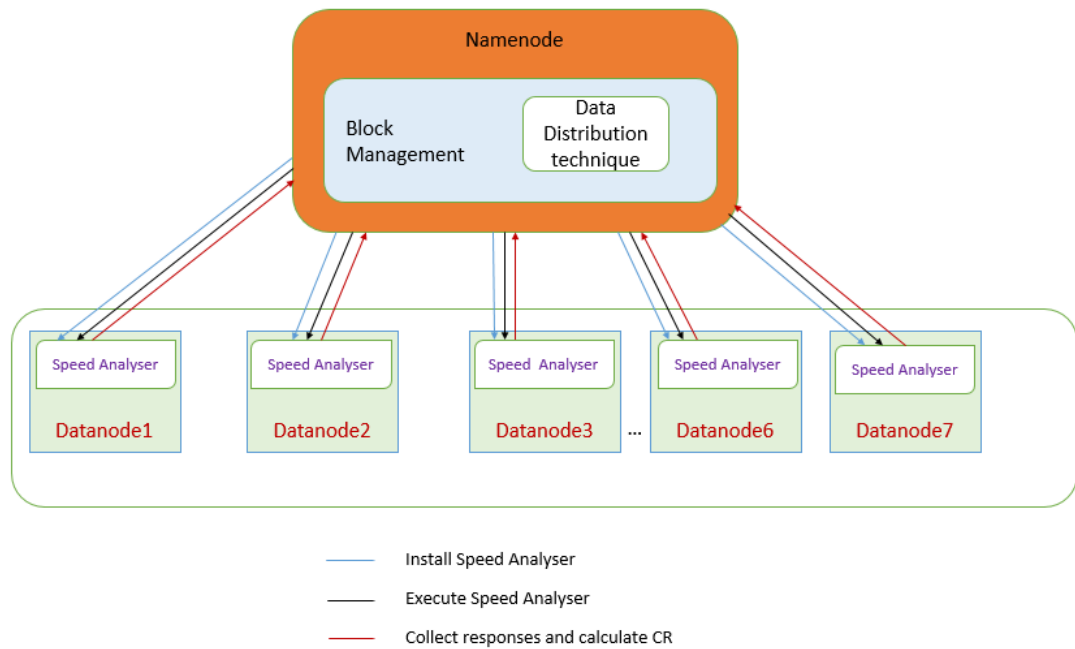 Namenode
Block
Management
Data
Distribution
technique
Speed Analyser
Speed Analyser
Speed Analyser
Speed Analyser
Speed Analyser
Datanode1
Datanode2
Datanode3
...
Datanode6
Datanode7
Install Speed Analyser
Execute Speed Analyser
Collect responses and calculate CR